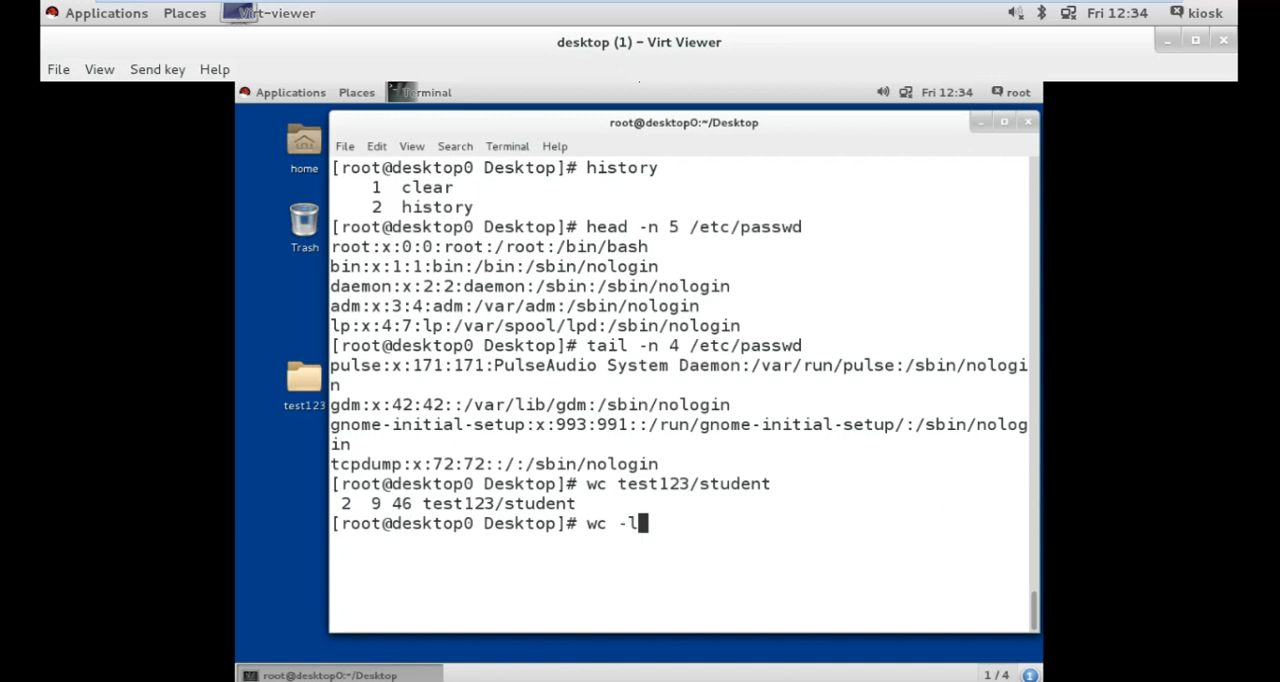 Applications Places Virt-viewer Fri 12:34 kiosk
desktop (1) – Virt Viewer
File View Send key Help
Applications Places Terminal Fri 12:34 root
root@desktop0:~/Desktop
File Edit View Search Terminal Help
home
Trash
test123
[root@desktop0 Desktop]# history
1 clear
2 history
[root@desktop0 Desktop]# head -n 5 /etc/passwd
root:x:0:0:root:/root:/bin/bash
bin:x:1:1:bin:/bin:/sbin/nologin
daemon:x:2:2:daemon:/sbin:/sbin/nologin
adm:x:3:4:adm:/var/adm:/sbin/nologin
lp:x:4:7:lp:/var/spool/lpd:/sbin/nologin
[root@desktop0 Desktop]# tail -n 4 /etc/passwd
pulse:x:171:171:PulseAudio System Daemon:/var/run/pulse:/sbin/nologi
n
gdm:x:42:42::/var/lib/gdm:/sbin/nologin
gnome-initial-setup:x:993:991::/run/gnome-initial-setup/:/sbin/nolog
in
tcpdump:x:72:72::/:/sbin/nologin
[root@desktop0 Desktop]# wc test123/student
2 9 46 test123/student
[root@desktop0 Desktop]# wc -l
root@desktop0:~/Desktop 1 / 4 1